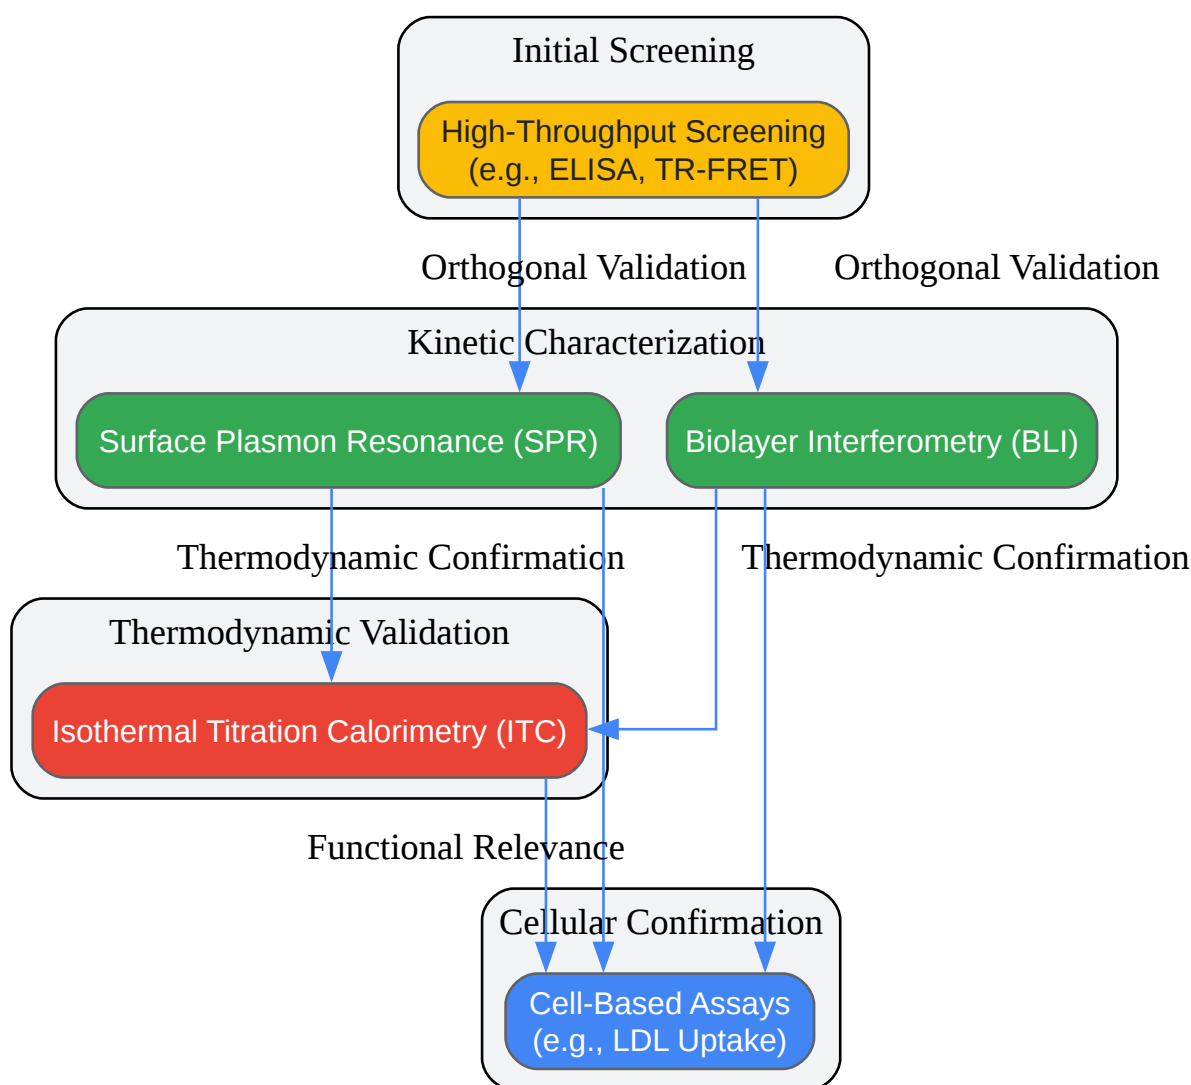 Initial Screening
High-Throughput Screening
(e.g., ELISA, TR-FRET)
Orthogonal Validation
Orthogonal Validation
Kinetic Characterization
Surface Plasmon Resonance (SPR)
Biolayer Interferometry (BLI)
Thermodynamic Confirmation
Thermodynamic Confirmation
Thermodynamic Validation
Isothermal Titration Calorimetry (ITC)
Functional Relevance
Cellular Confirmation
Cell-Based Assays
(e.g., LDL Uptake)